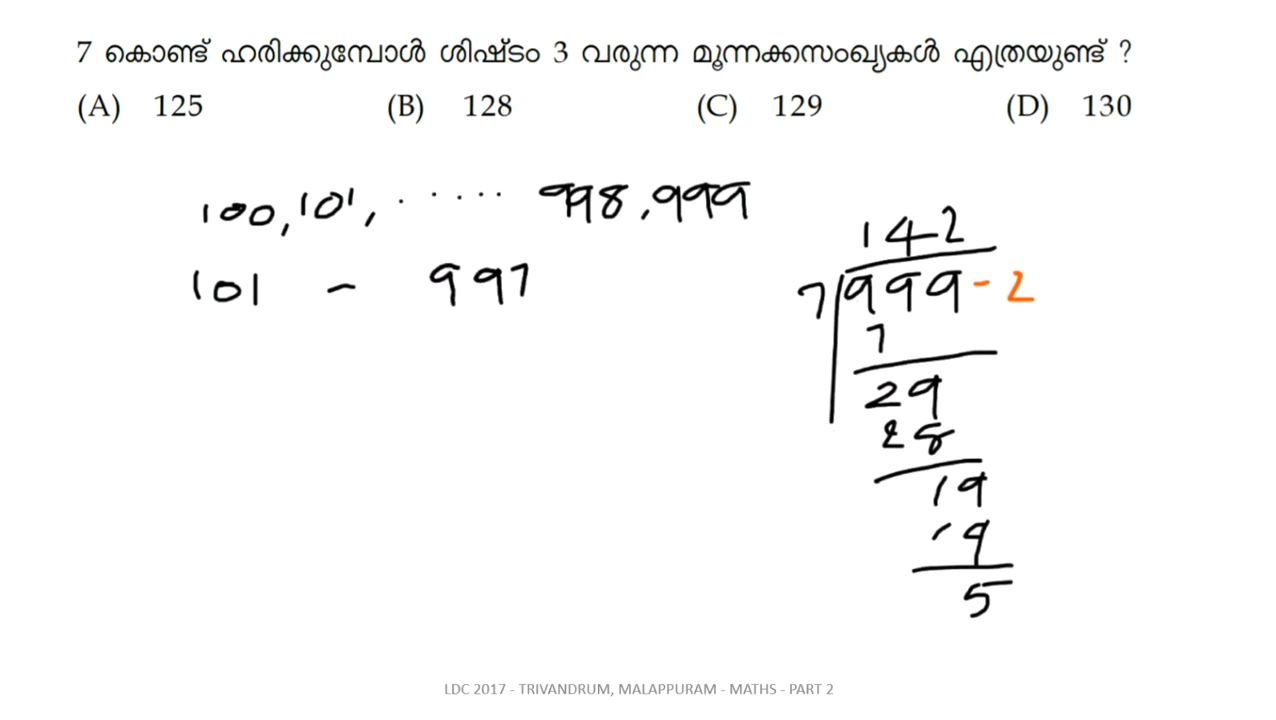 7 കൊണ്ട് ഹരിക്കുമ്പോൾ ശിഷ്ടം 3 വരുന്ന മൂന്നക്കസംഖ്യകൾ എത്രയുണ്ട് ?
(A) 125 (B) 128 (C) 129 (D) 130
100, 101, ...... 998, 999
101 - 997
142
7 999 - 2
7
29
28
19
19
5
LDC 2017 - TRIVANDRUM, MALAPPURAM - MATHS - PART 2